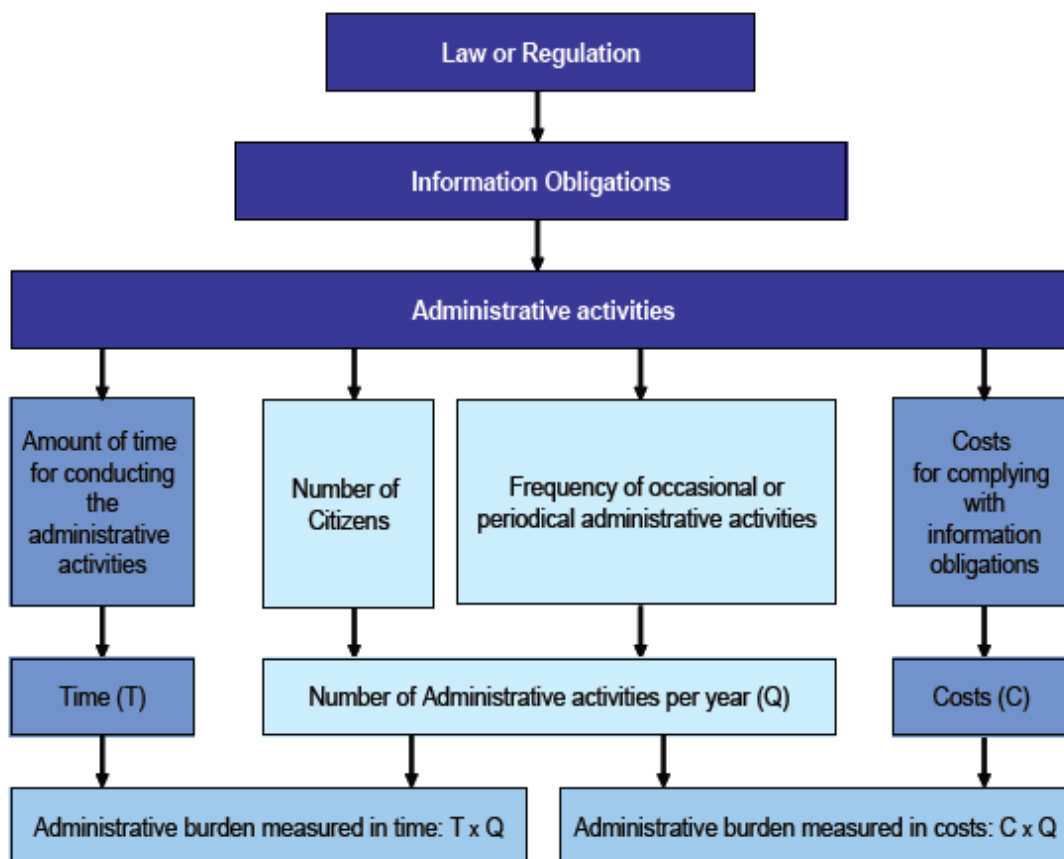 Law or Regulation
Information Obligations
Administrative activities
Amount of time
for conducting
the
administrative
activities
Number of
Citizens
Frequency of occasional or
periodical administrative activities
Costs
for complying
with
information
obligations
Time (T)
Number of Administrative activities per year (Q)
Costs (C)
Administrative burden measured in time: T x Q
Administrative burden measured in costs: C x Q